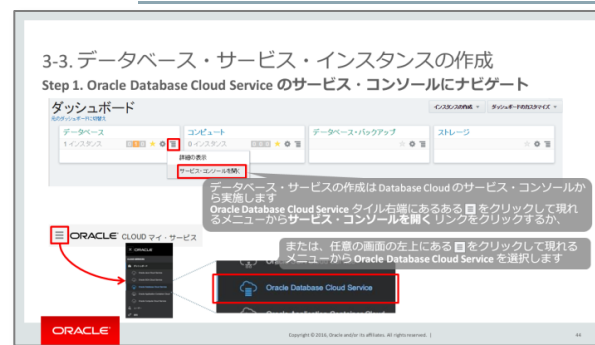 3-3. データベース・サービス・インスタンスの作成
Step 1. Oracle Database Cloud Service のサービス・コンソールにナビゲート
ダッシュボード
インスタンスの作成
ダッシュボードのカスタマイズ
データベース
1 インスタンス
コンピュート
0 インスタンス
データベース・バックアップ
ストレージ
詳細の表示
サービス・コンソールを開く
データベース・サービスの作成は Database Cloud のサービス・コンソールか
ら実施します
Oracle Database Cloud Service タイル右端にあるある ☰ をクリックして現れ
るメニューからサービス・コンソールを開く リンクをクリックするか、
☰ ORACLE CLOUD マイ・サービス
または、任意の画面の左上にある ☰ をクリックして現れる
メニューから Oracle Database Cloud Service を選択します
ORACLE
Oracle Database Cloud Service
ORACLE
Copyright © 2016, Oracle and/or its affiliates. All rights reserved. |
44